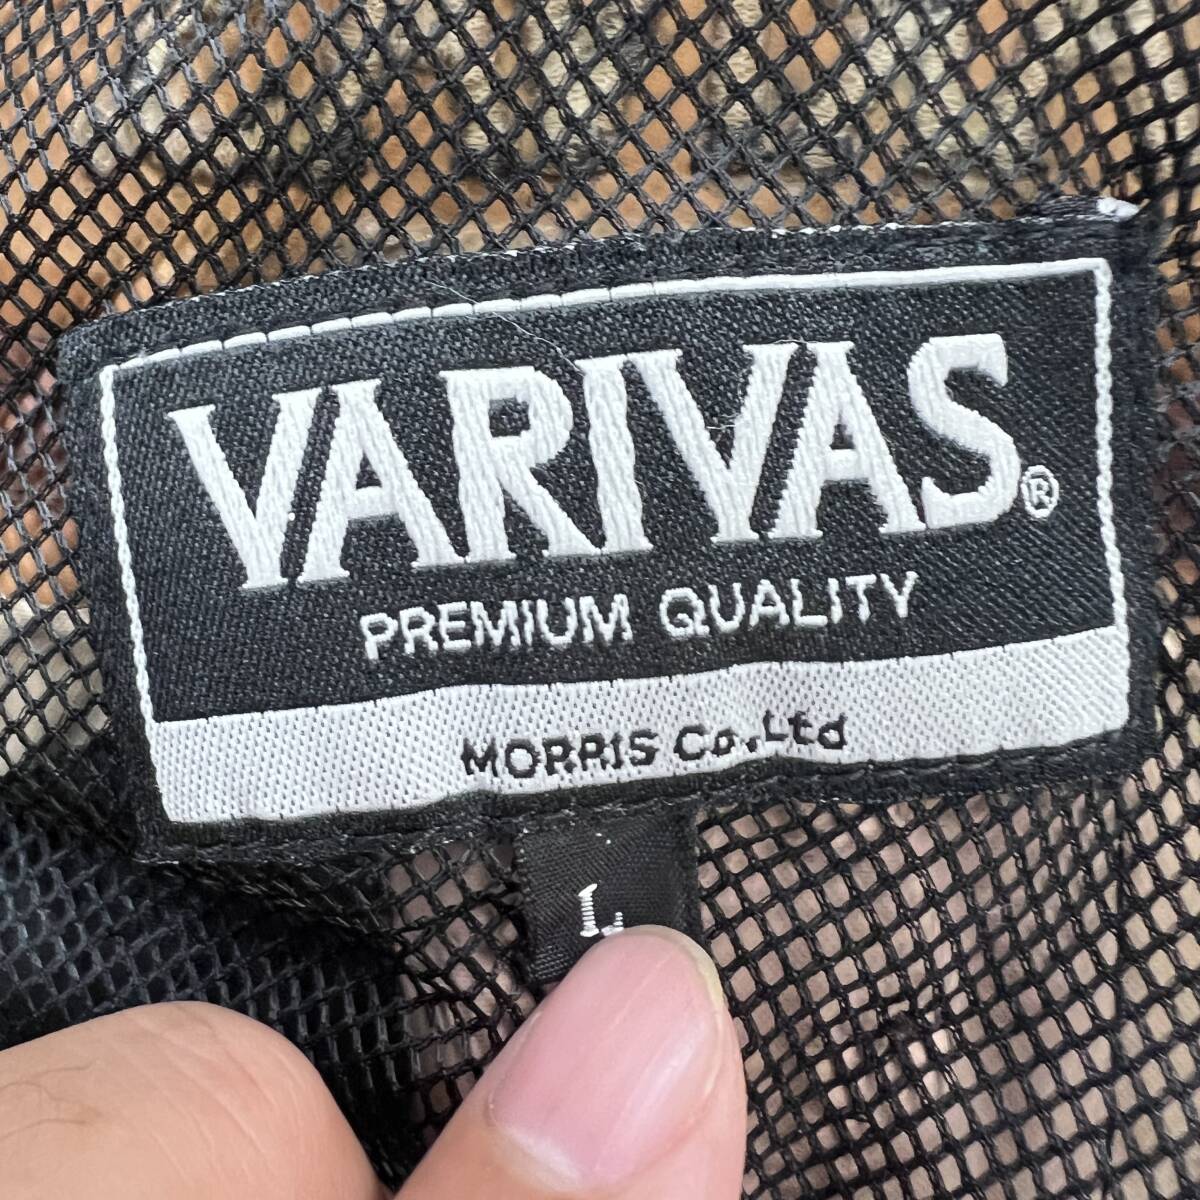 VARIVAS®
PREMIUM QUALITY
MORRIS Co.,Ltd
L